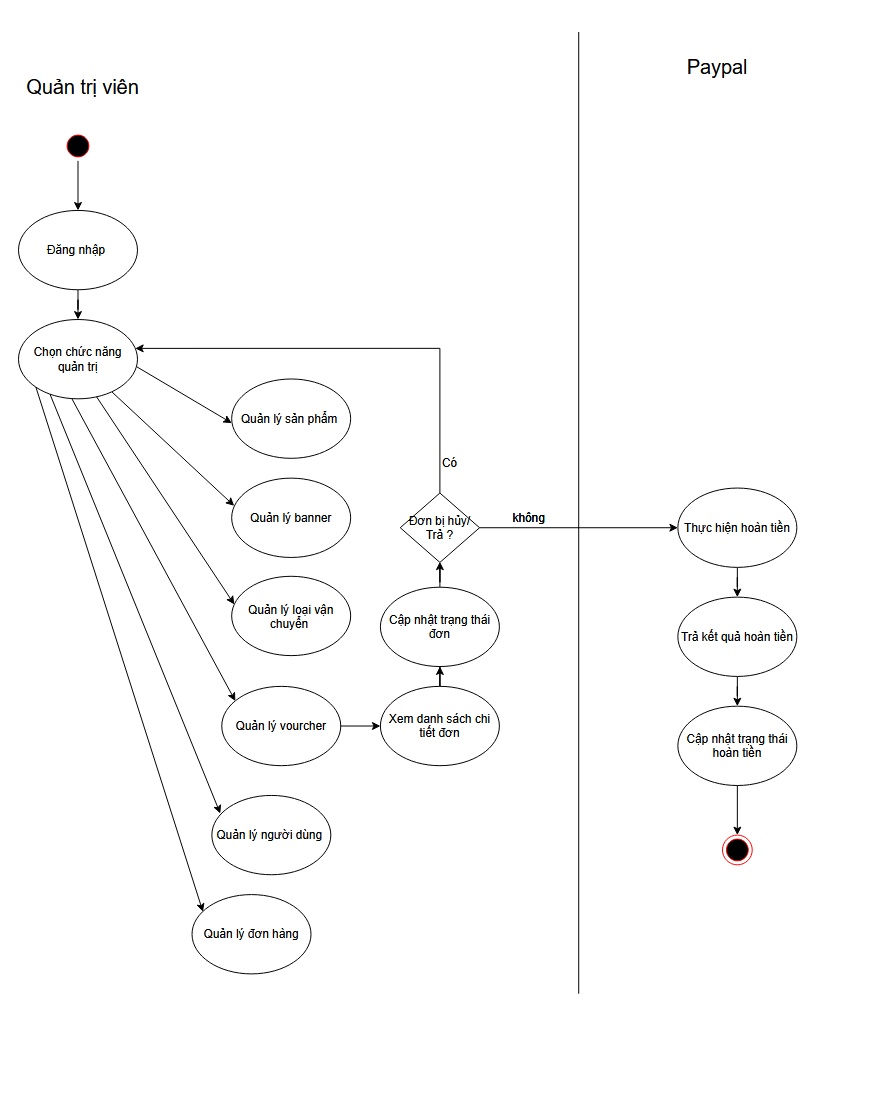 Quản trị viên
Paypal
Đăng nhập
Chọn chức năng
quản trị
Quản lý sản phẩm
Quản lý banner
Quản lý loại vận
chuyển
Quản lý vourcher
Quản lý người dùng
Quản lý đơn hàng
Xem danh sách chi
tiết đơn
Cập nhật trạng thái
đơn
Đơn bị hủy/
Trả ?
Có
không
Thực hiện hoàn tiền
Trả kết quả hoàn tiền
Cập nhật trạng thái
hoàn tiền